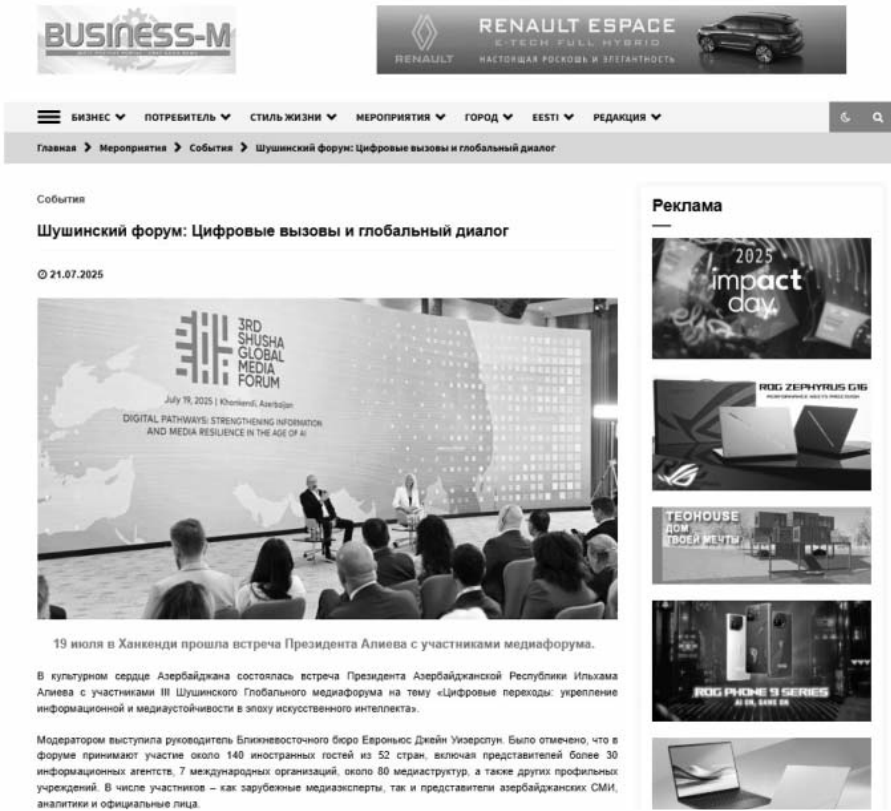 BUSINESS-M
RENAULT ESPACE
E-TECH FULL HYBRID
RENAULT
НАСТОЯЩАЯ РОСКОШЬ И ЭЛЕГАНТНОСТЬ
БИЗНЕС ПОТРЕБИТЕЛЬ СТИЛЬ ЖИЗНИ МЕРОПРИЯТИЯ ГОРОД EESTI РЕДАКЦИЯ
Главная Мероприятия События Шушинский форум: Цифровые вызовы и глобальный диалог
События
Шушинский форум: Цифровые вызовы и глобальный диалог
21.07.2025
3RD
SHUSHA
GLOBAL
MEDIA
FORUM
July 19, 2025 | Khankendi, Azerbaijan
DIGITAL PATHWAYS: STRENGTHENING INFORMATION
AND MEDIA RESILIENCE IN THE AGE OF AI
19 июля в Ханкенди прошла встреча Президента Алиева с участниками медиафорума.
В культурном сердце Азербайджана состоялась встреча Президента Азербайджанской Республики Ильхама
Алиева с участниками III Шушинского Глобального медиафорума на тему «Цифровые переходы: укрепление
информационной и медиаустойчивости в эпоху искусственного интеллекта».
Модератором выступила руководитель Ближневосточного бюро Евроньюс Джейн Уизерспун. Было отмечено, что в
форуме принимают участие около 140 иностранных гостей из 52 стран, включая представителей более 30
информационных агентств, 7 международных организаций, около 80 медиаструктур, а также других профильных
учреждений. В числе участников – как зарубежные медиаэксперты, так и представители азербайджанских СМИ,
аналитики и официальные лица.
Реклама
2025
impact
day.
ROG ZEPHYRUS G16
PERFORMANCE MEETS PRECISION
TEOHOUSE
ДОМ
ТВОЕЙ МЕЧТЫ
ROG PHONE 9 SERIES
AI ON, GAME ON